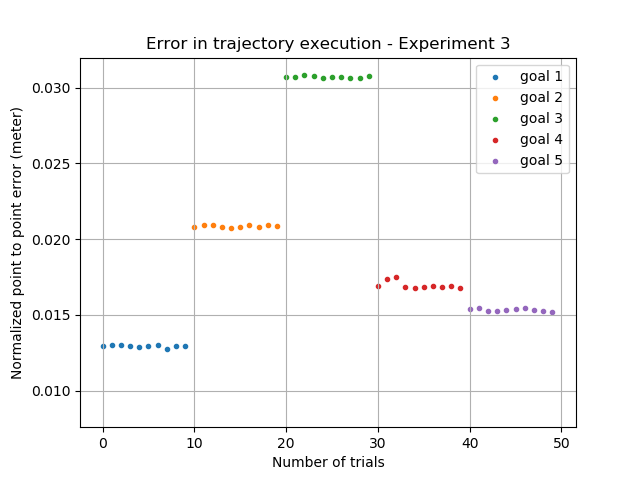 Error in trajectory execution - Experiment 3
Normalized point to point error (meter)
0.030
0.025
0.020
0.015
0.010
goal 1
goal 2
goal 3
goal 4
goal 5
0 10 20 30 40 50
Number of trials